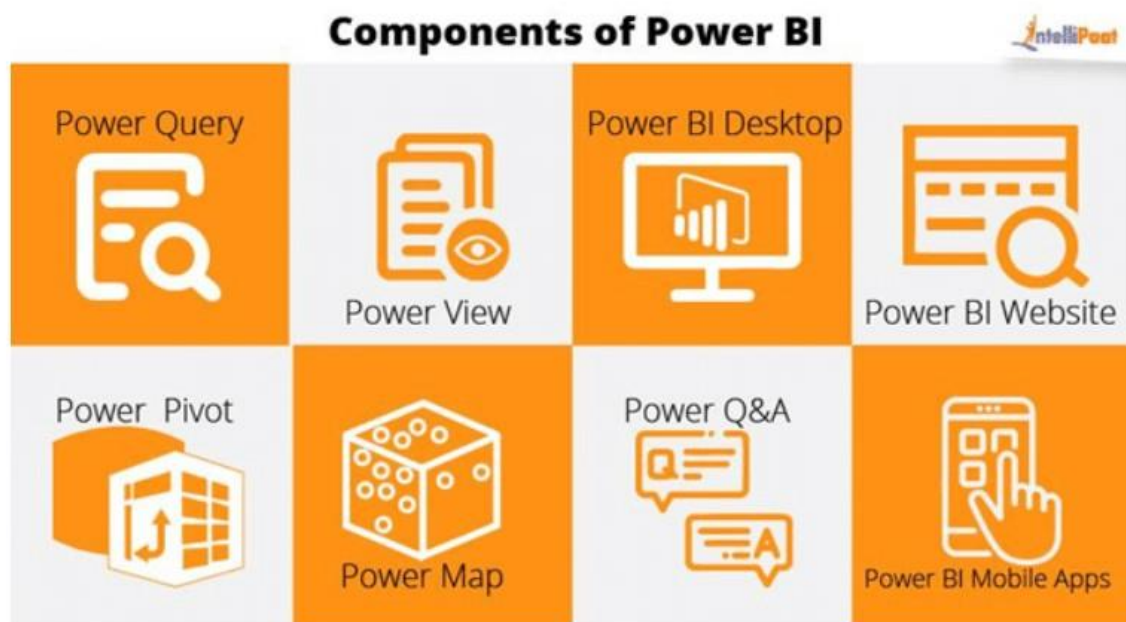 Components of Power BI
IntelliPaat
Power Query
Power View
Power BI Desktop
Power BI Website
Power Pivot
Power Map
Power Q&A
Q
A
Power BI Mobile Apps